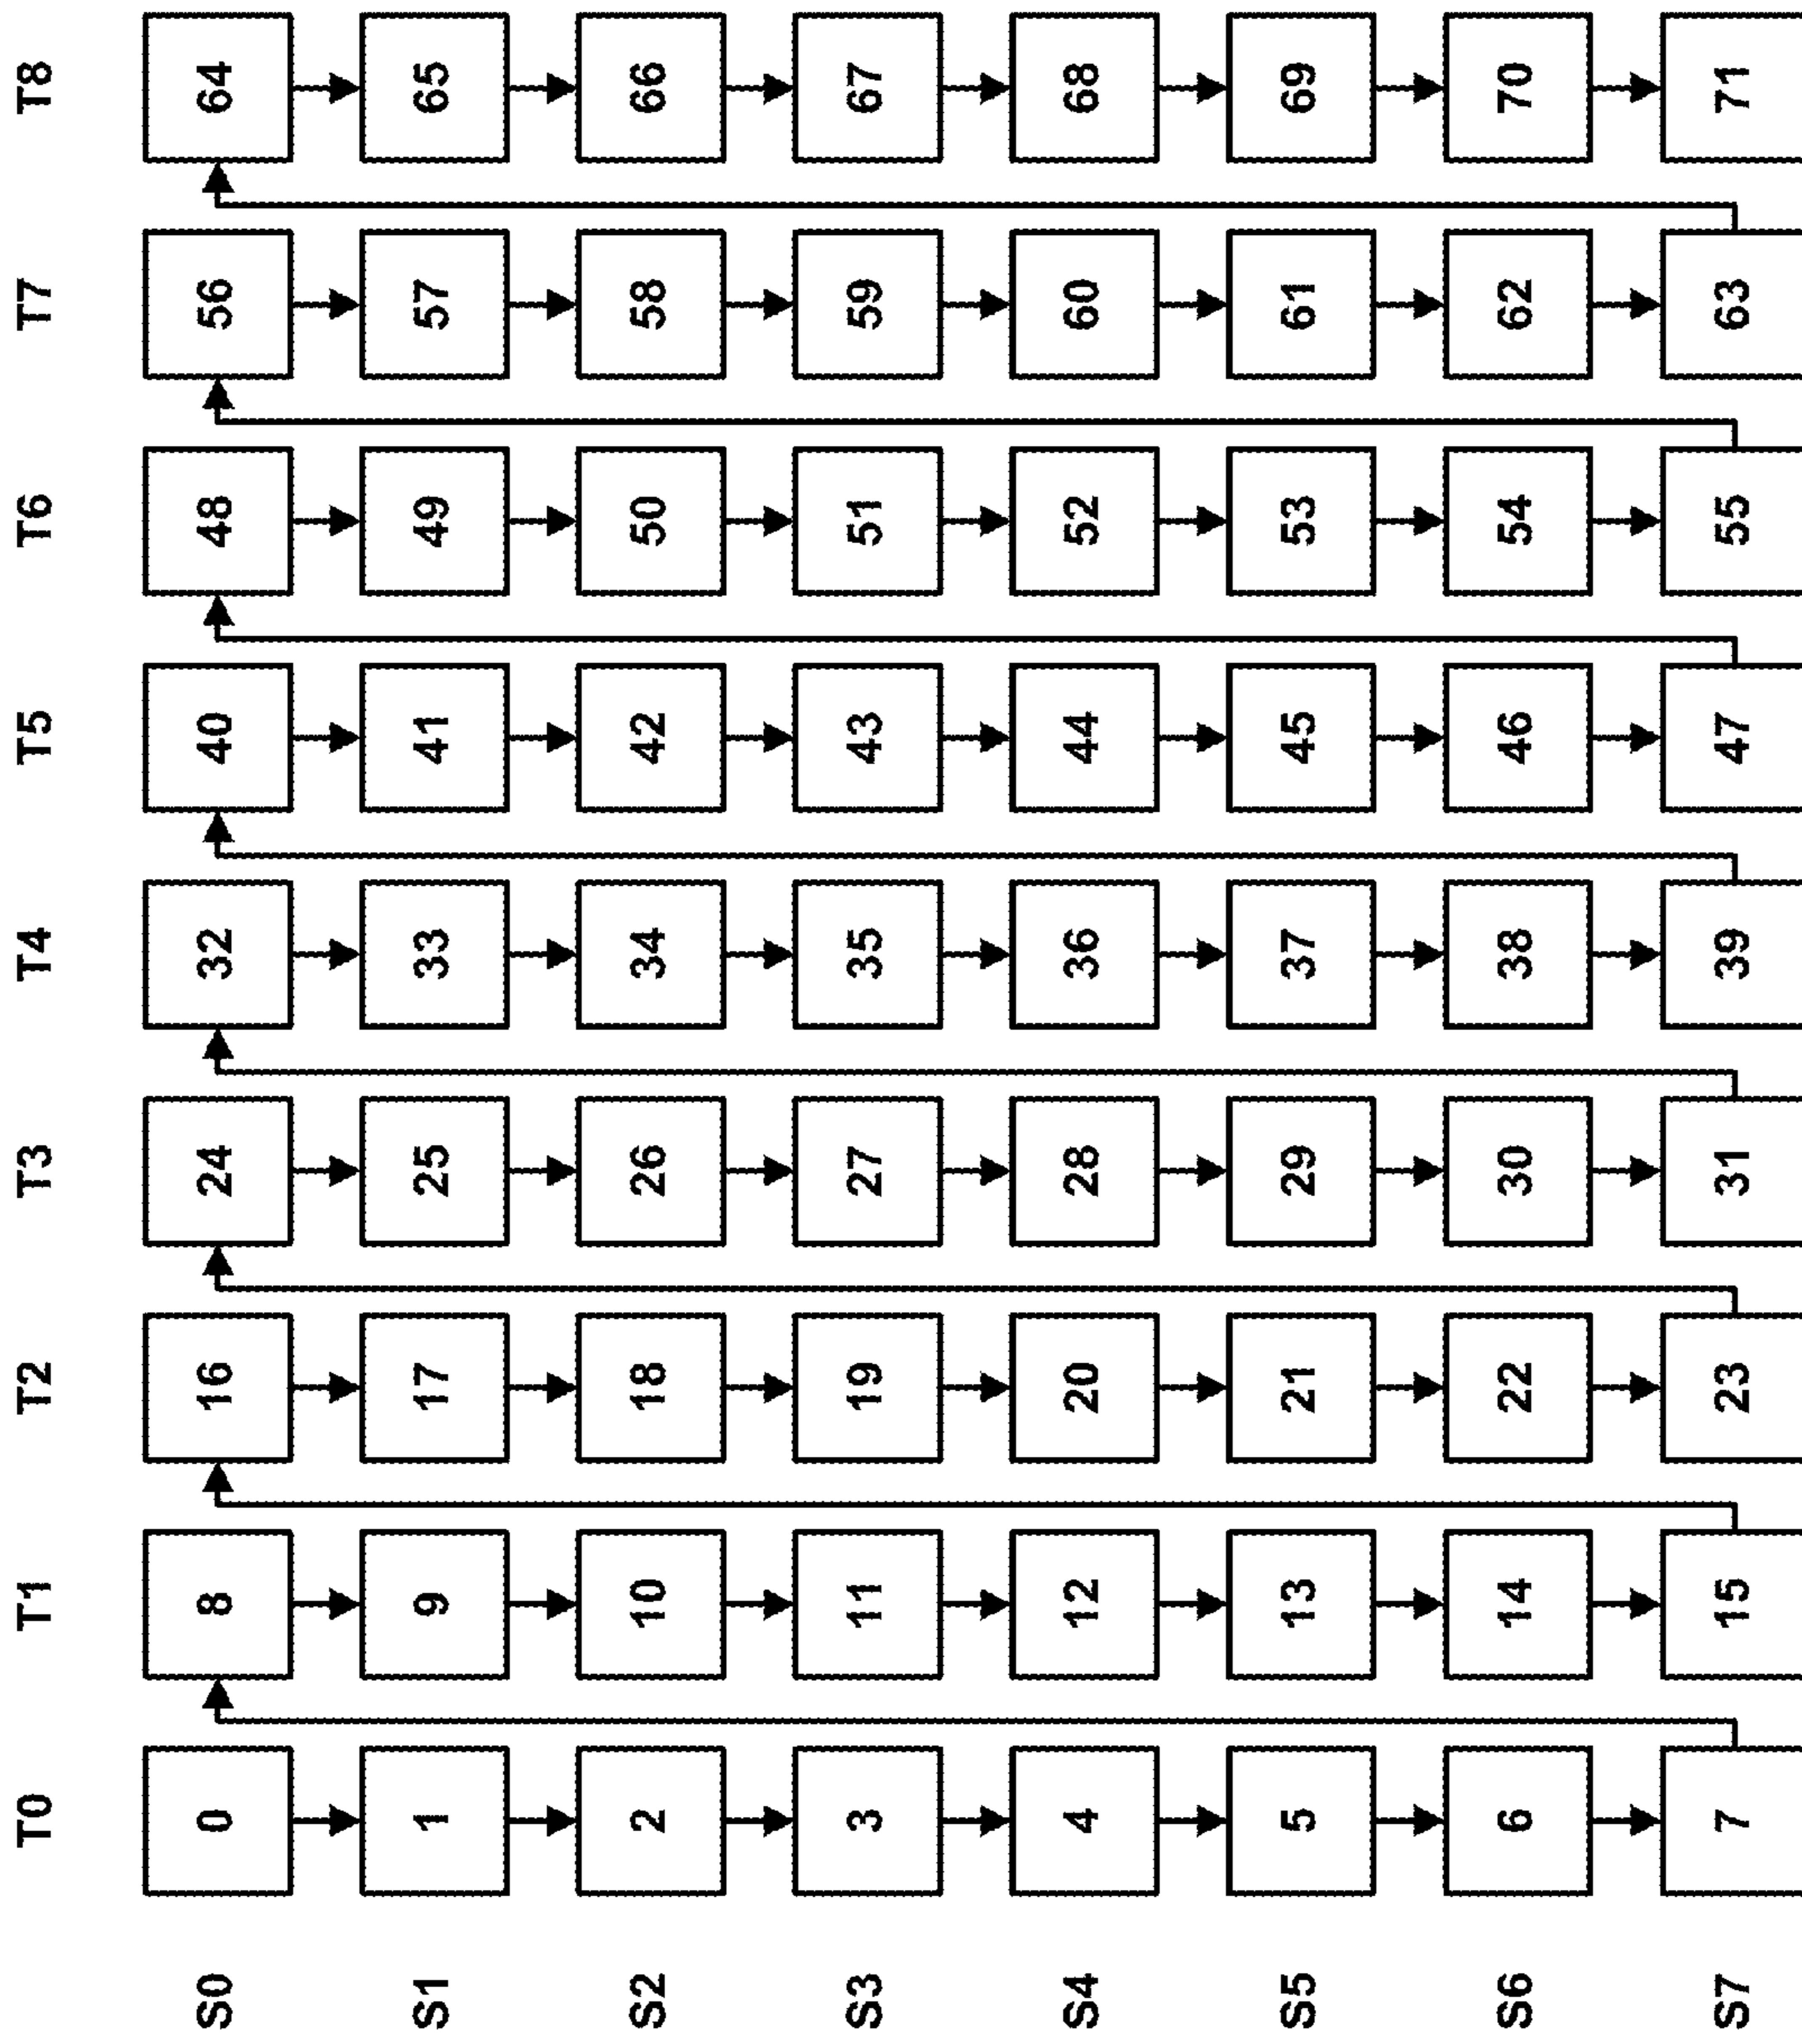 T0 T1 T2 T3 T4 T5 T6 T7 T8
S0 0 8 16 24 32 40 48 56 64
S1 1 9 17 25 33 41 49 57 65
S2 2 10 18 26 34 42 50 58 66
S3 3 11 19 27 35 43 51 59 67
S4 4 12 20 28 36 44 52 60 68
S5 5 13 21 29 37 45 53 61 69
S6 6 14 22 30 38 46 54 62 70
S7 7 15 23 31 39 47 55 63 71